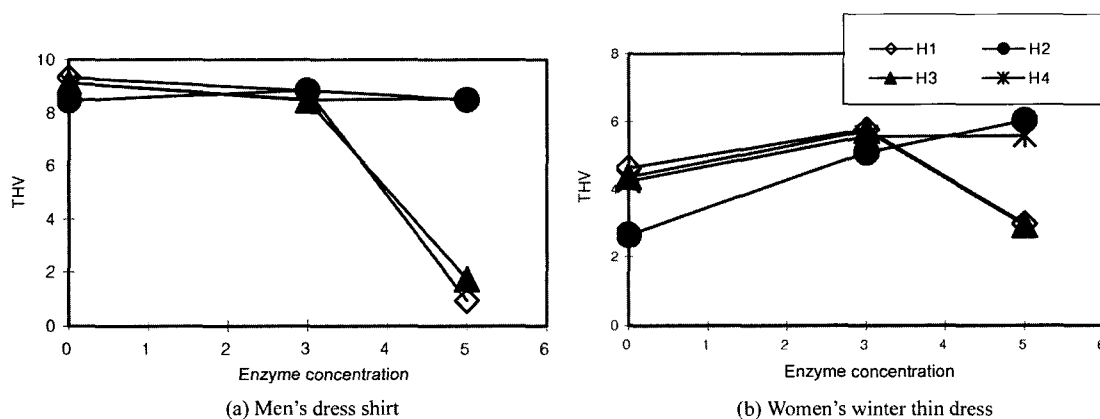 H1 H2
H3 H4
10
8
6
4
2
0
THV
0 1 2 3 4 5 6
Enzyme concentration
(a) Men's dress shirt
8
6
4
2
0
THV
0 1 2 3 4 5 6
Enzyme concentration
(b) Women's winter thin dress